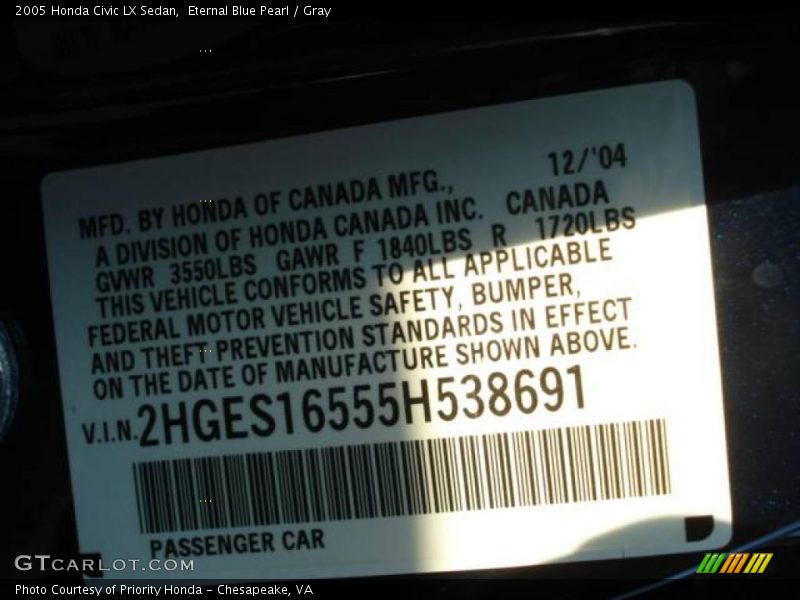 2005 Honda Civic LX Sedan,  Eternal Blue Pearl / Gray
12/'04
MFD. BY HONDA OF CANADA MFG.,
A DIVISION OF HONDA CANADA INC. CANADA
GVWR 3550LBS GAWR F 1840LBS R 1720LBS
THIS VEHICLE CONFORMS TO ALL APPLICABLE
FEDERAL MOTOR VEHICLE SAFETY, BUMPER,
AND THEFT PREVENTION STANDARDS IN EFFECT
ON THE DATE OF MANUFACTURE SHOWN ABOVE.
V.I.N. 2HGES16555H538691
PASSENGER CAR
GTCARLOT.COM
Photo Courtesy of Priority Honda - Chesapeake, VA